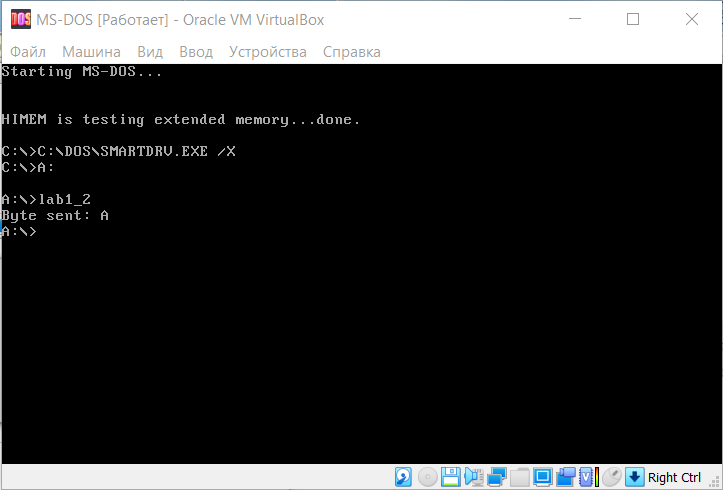 DOS MS-DOS [Работает] - Oracle VM VirtualBox
Файл Машина Вид Ввод Устройства Справка
Starting MS-DOS...
HIMEM is testing extended memory...done.
C:\>C:\DOS\SMARTDRV.EXE /X
C:\>A:
A:\>lab1_2
Byte sent: A
A:\>
V Right Ctrl